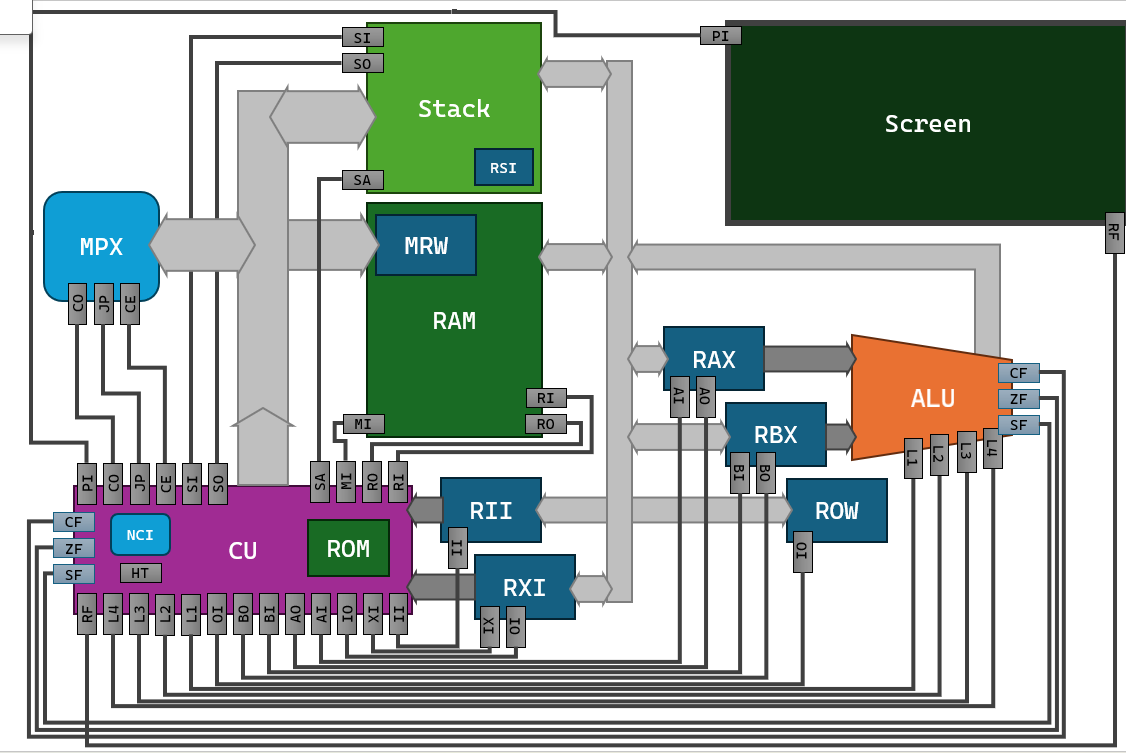 SI
PI
SO
Stack
Screen
RSI
SA
RF
MPX
MRW
CO
JP
CE
RAM
RAX
CF
RI
AI
AO
ALU
ZF
MI
RO
RBX
SF
L1
L2
L3
L4
BI
BO
PI
CO
JP
CE
SI
SO
SA
MI
RO
RI
RII
ROW
CF
NCI
ZF
CU
ROM
II
OI
SF
HT
RXI
RF
L4
L3
L2
L1
OI
BO
BI
AO
AI
IO
XI
II
XI
IO